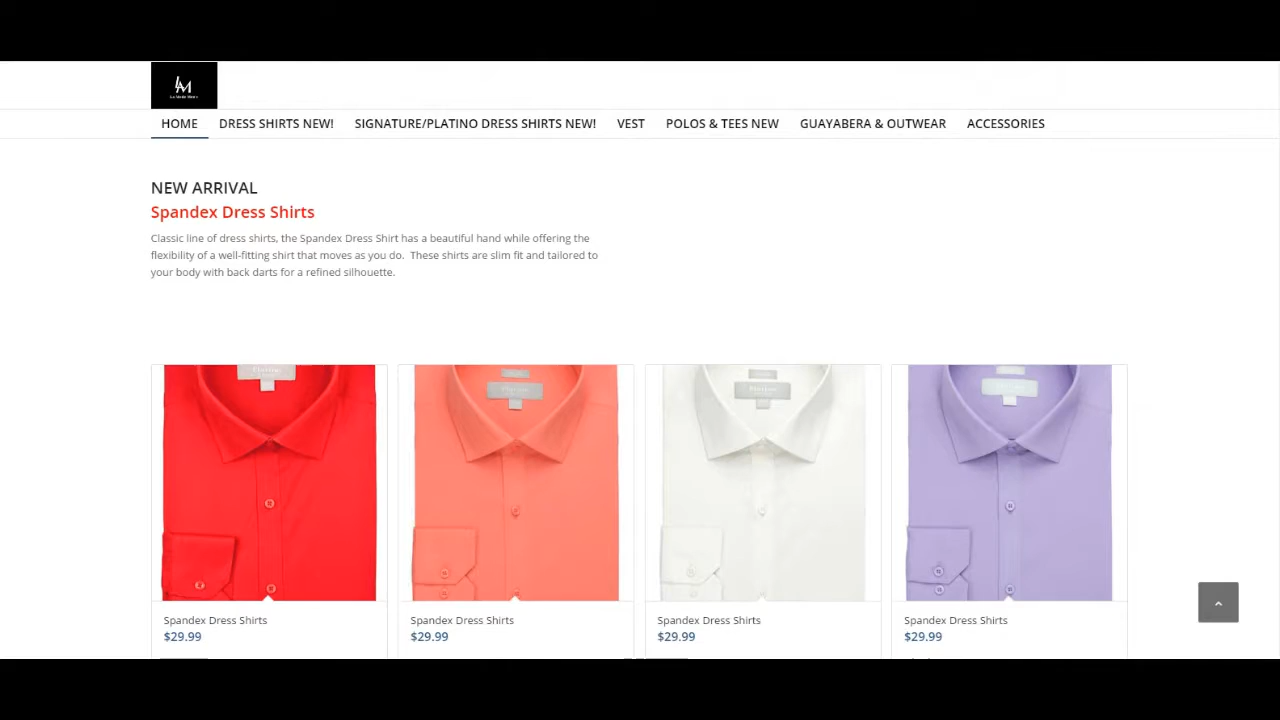 LM
HOME DRESS SHIRTS NEW! SIGNATURE/PLATINO DRESS SHIRTS NEW! VEST POLOS & TEES NEW GUAYABERA & OUTWEAR ACCESSORIES
NEW ARRIVAL
Spandex Dress Shirts
Classic line of dress shirts, the Spandex Dress Shirt has a beautiful hand while offering the
flexibility of a well-fitting shirt that moves as you do. These shirts are slim fit and tailored to
your body with back darts for a refined silhouette.
Spandex Dress Shirts Spandex Dress Shirts Spandex Dress Shirts Spandex Dress Shirts
$29.99 $29.99 $29.99 $29.99